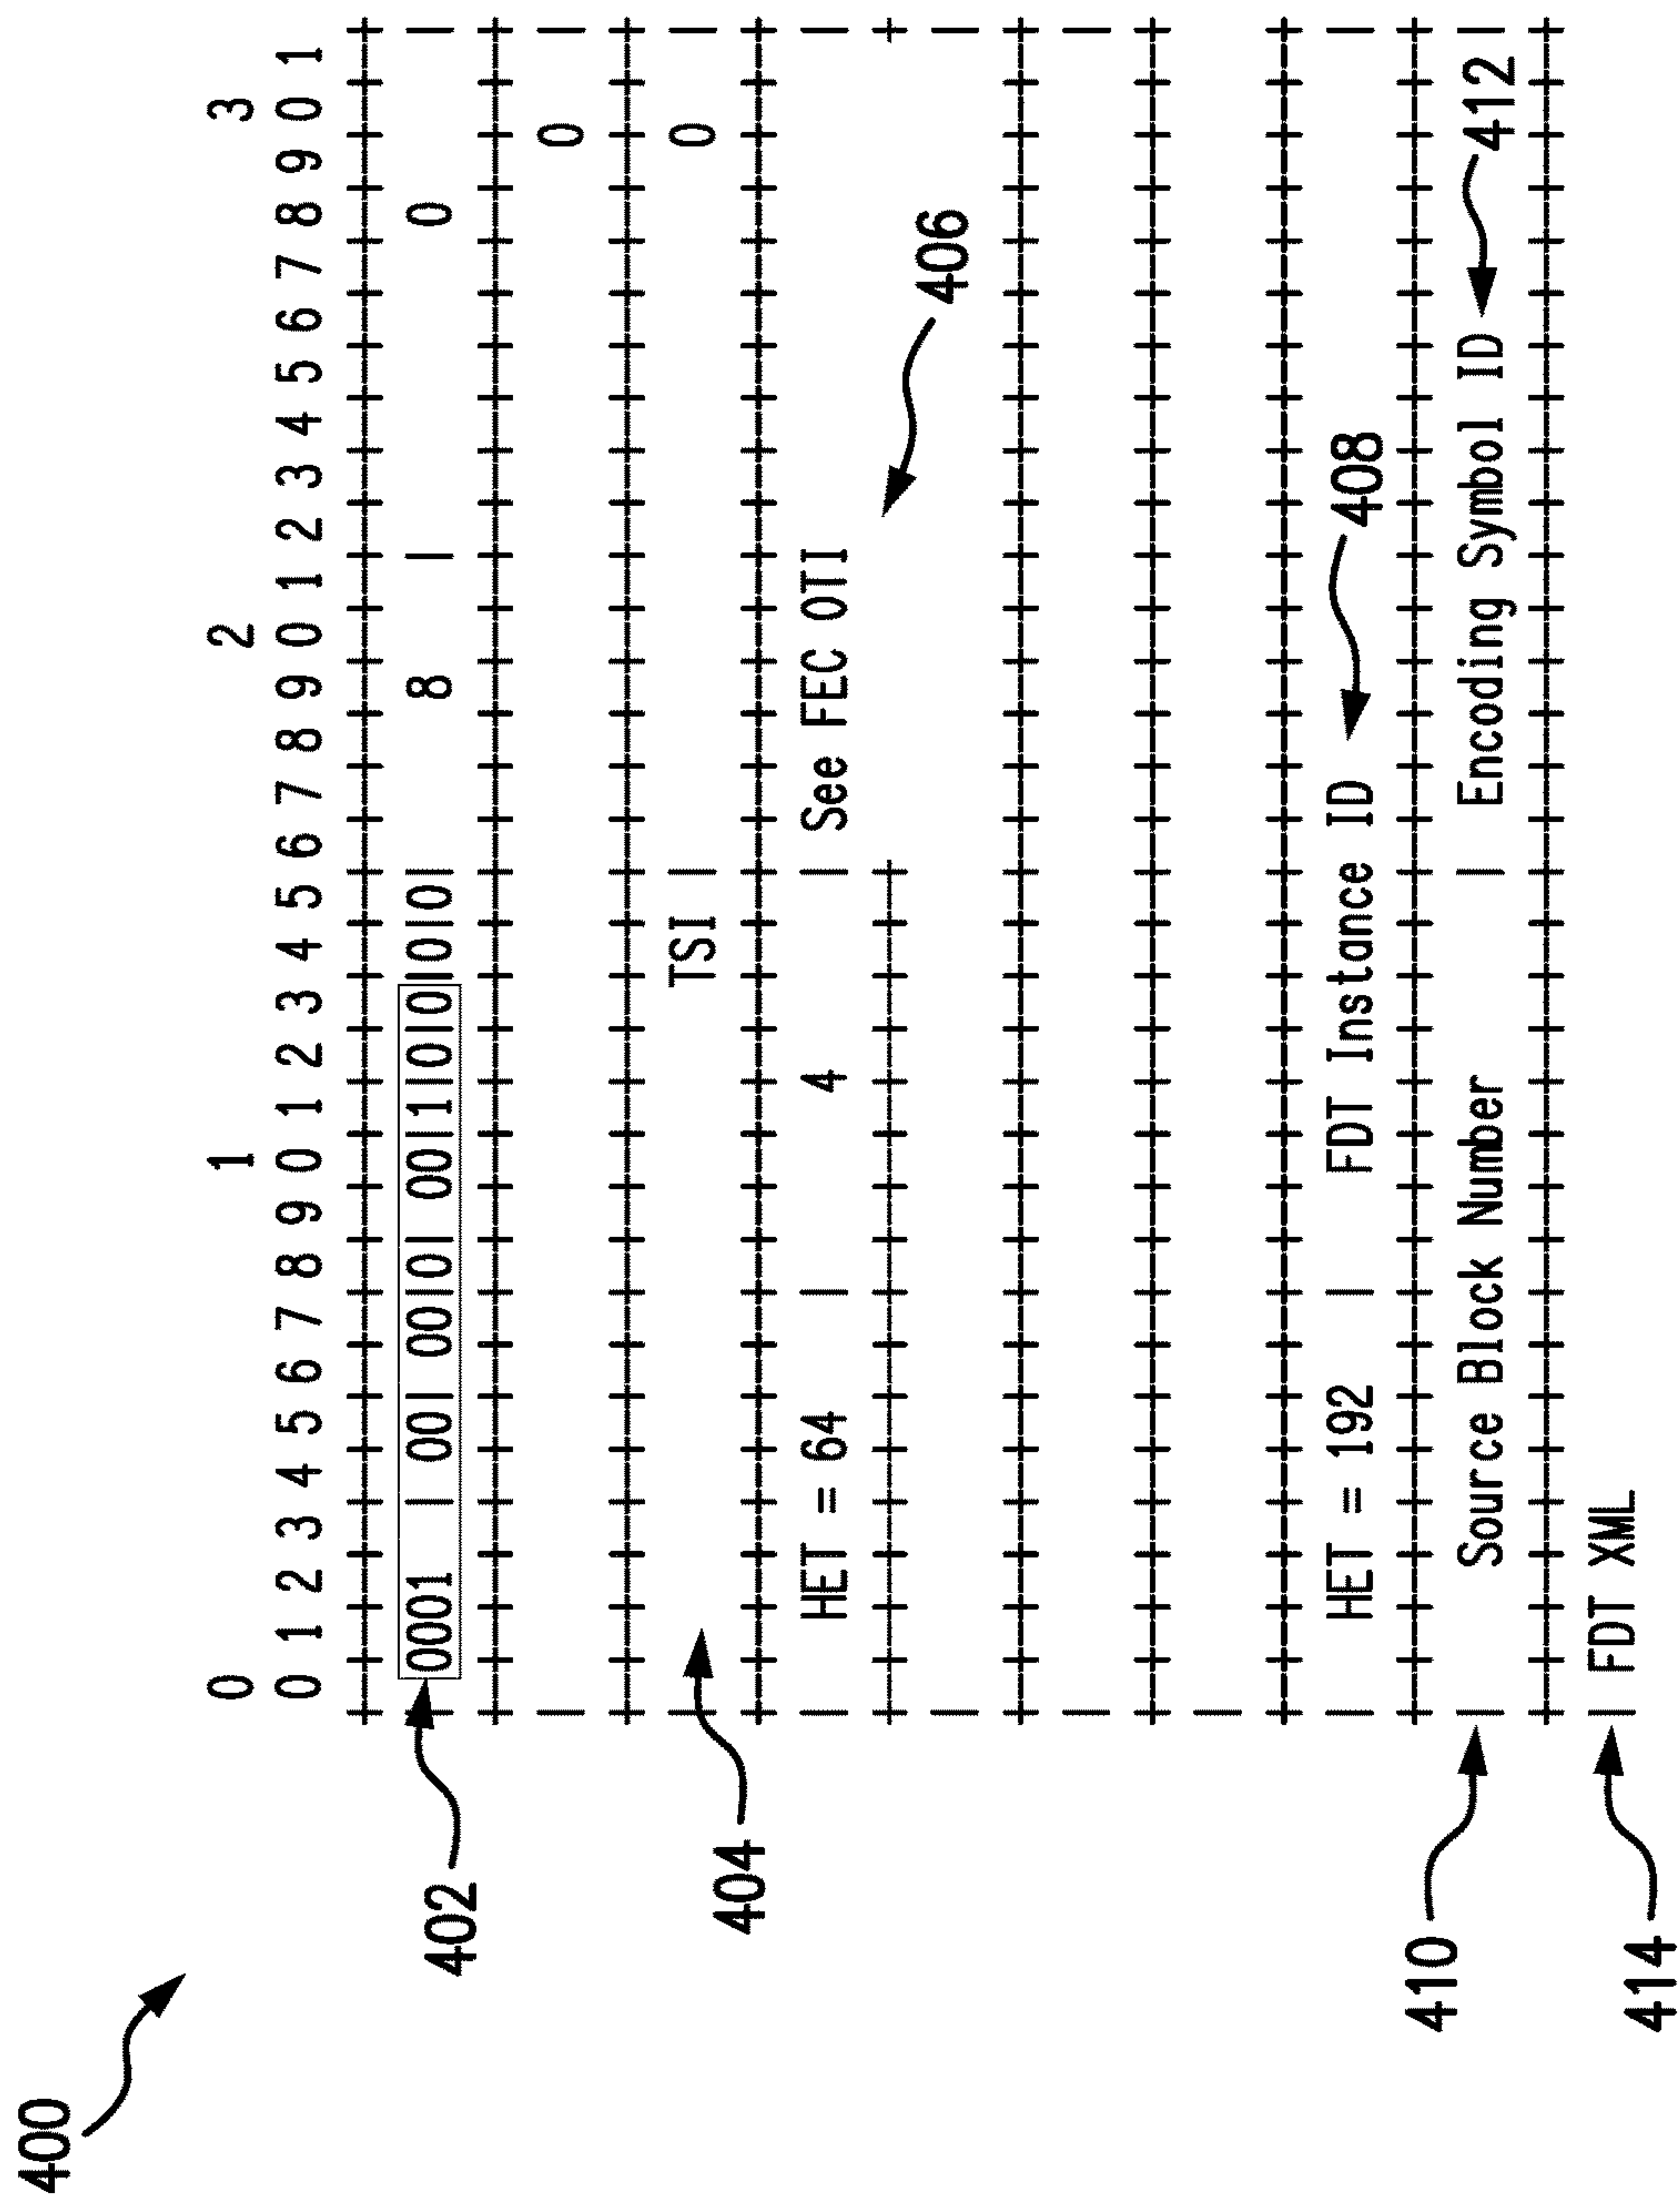 400
0 1 2 3
0 1 2 3 4 5 6 7 8 9 0 1 2 3 4 5 6 7 8 9 0 1 2 3 4 5 6 7 8 9 0 1
+-+-+-+-+-+-+-+-+-+-+-+-+-+-+-+-+-+-+-+-+-+-+-+-+-+-+-+-+-+-+-+-+
402 | 0001 | 00| 00|0| 00|1|0|0|0|0| 8 | 0 |
+-+-+-+-+-+-+-+-+-+-+-+-+-+-+-+-+-+-+-+-+-+-+-+-+-+-+-+-+-+-+-+-+
| 0 |
+-+-+-+-+-+-+-+-+-+-+-+-+-+-+-+-+-+-+-+-+-+-+-+-+-+-+-+-+-+-+-+-+
404 | TSI | 0 |
+-+-+-+-+-+-+-+-+-+-+-+-+-+-+-+-+-+-+-+-+-+-+-+-+-+-+-+-+-+-+-+-+
| HET = 64 | 4 | See FEC OTI |
+-+-+-+-+-+-+-+-+-+-+-+-+-+-+-+-+ 406 +
| |
+-+-+-+-+-+-+-+-+-+-+-+-+-+-+-+-+-+-+-+-+-+-+-+-+-+-+-+-+-+-+-+-+
| |
+-+-+-+-+-+-+-+-+-+-+-+-+-+-+-+-+-+-+-+-+-+-+-+-+-+-+-+-+-+-+-+-+
|
+-+-+-+-+-+-+-+-+-+-+-+-+-+-+-+-+-+-+-+-+-+-+-+-+-+-+-+-+-+-+-+-+
| HET = 192 | FDT Instance ID 408 |
+-+-+-+-+-+-+-+-+-+-+-+-+-+-+-+-+-+-+-+-+-+-+-+-+-+-+-+-+-+-+-+-+
410 | Source Block Number | Encoding Symbol ID 412 |
+-+-+-+-+-+-+-+-+-+-+-+-+-+-+-+-+-+-+-+-+-+-+-+-+-+-+-+-+-+-+-+-+
414 | FDT XML